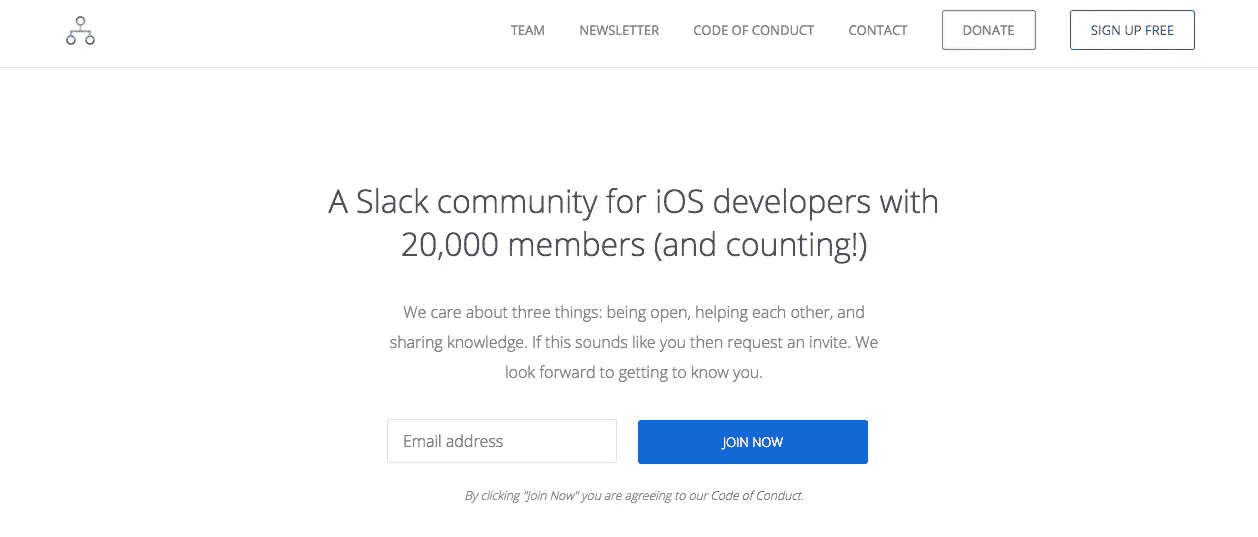 TEAM NEWSLETTER CODE OF CONDUCT CONTACT DONATE SIGN UP FREE
A Slack community for iOS developers with
20,000 members (and counting!)
We care about three things: being open, helping each other, and
sharing knowledge. If this sounds like you then request an invite. We
look forward to getting to know you.
Email address JOIN NOW
By clicking "Join Now" you are agreeing to our Code of Conduct.